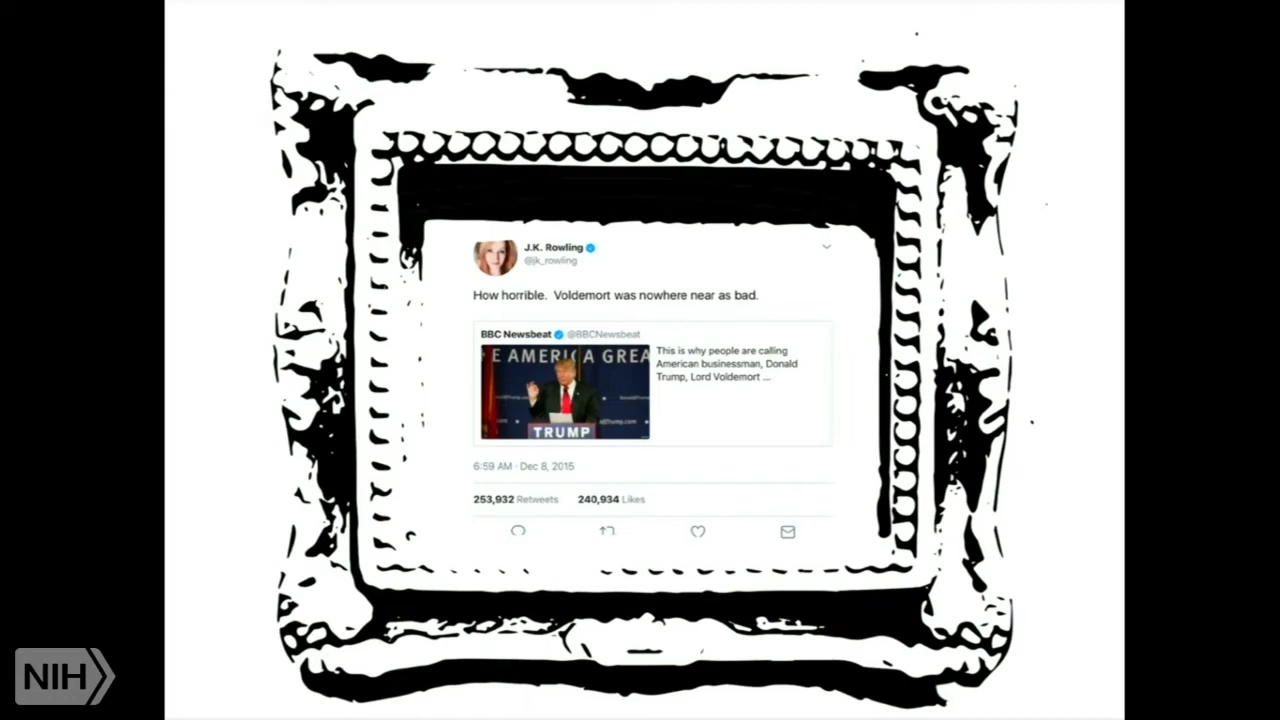 J.K. Rowling
@jk_rowling
How horrible. Voldemort was nowhere near as bad.
BBC Newsbeat @BBCNewsbeat
This is why people are calling
American businessman, Donald
Trump, Lord Voldemort ...
E AMERICA GREA
TRUMP
6:59 AM · Dec 8, 2015
253,932 Retweets 240,934 Likes
NIH